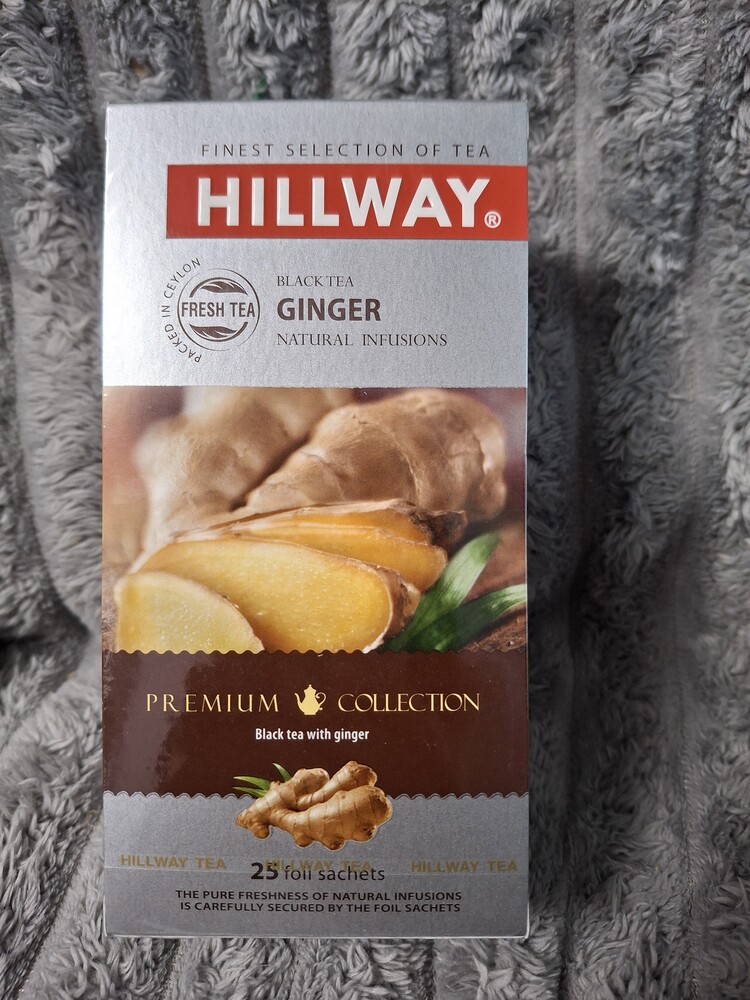 FINEST SELECTION OF TEA
HILLWAY®
PACKED IN CEYLON
FRESH TEA
BLACK TEA
GINGER
NATURAL INFUSIONS
PREMIUM COLLECTION
Black tea with ginger
HILLWAY TEA HILLWAY TEA HILLWAY TEA
25 foil sachets
THE PURE FRESHNESS OF NATURAL INFUSIONS
IS CAREFULLY SECURED BY THE FOIL SACHETS